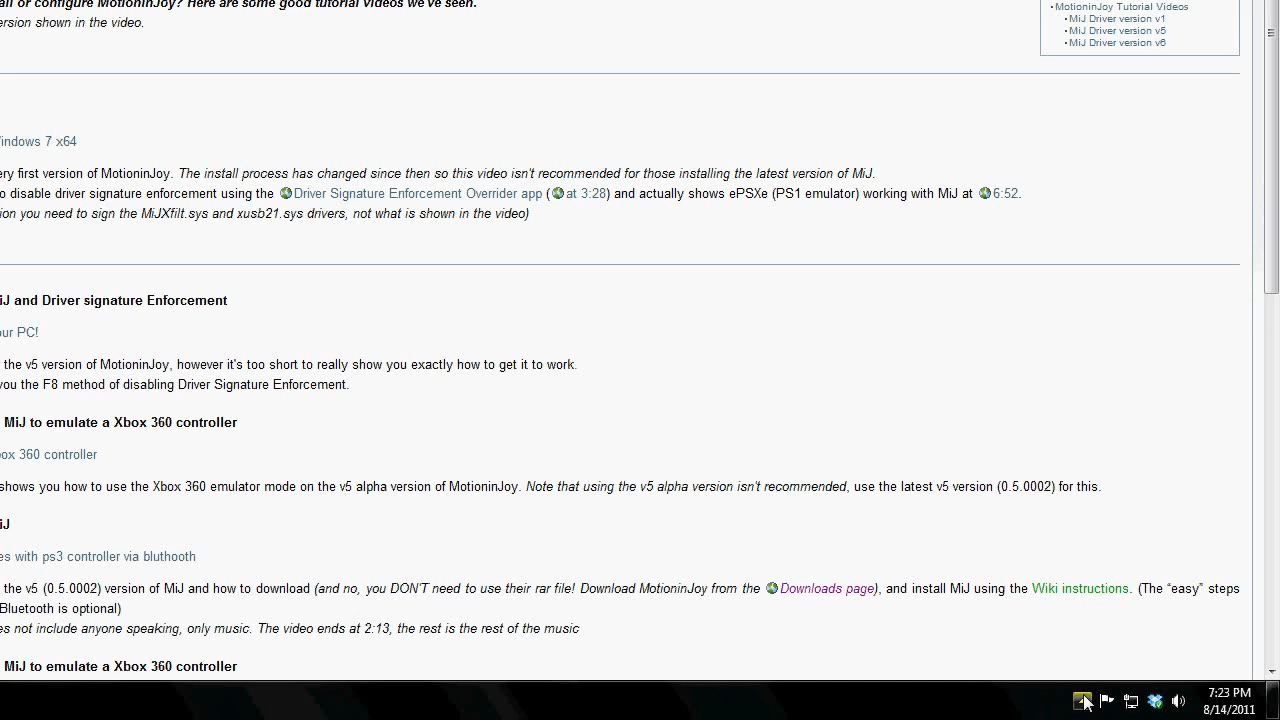 all or configure MotioninJoy? Here are some good tutorial videos we've seen.
ersion shown in the video.
MotioninJoy Tutorial Videos
MiJ Driver version v1
MiJ Driver version v5
MiJ Driver version v6
Windows 7 x64
ery first version of MotioninJoy. The install process has changed since then so this video isn't recommended for those installing the latest version of MiJ.
o disable driver signature enforcement using the Driver Signature Enforcement Overrider app (at 3:28) and actually shows ePSXe (PS1 emulator) working with MiJ at 6:52.
ion you need to sign the MiJXfilt.sys and xusb21.sys drivers, not what is shown in the video)
iJ and Driver signature Enforcement
our PC!
the v5 version of MotioninJoy, however it's too short to really show you exactly how to get it to work.
you the F8 method of disabling Driver Signature Enforcement.
MiJ to emulate a Xbox 360 controller
box 360 controller
shows you how to use the Xbox 360 emulator mode on the v5 alpha version of MotioninJoy. Note that using the v5 alpha version isn't recommended, use the latest v5 version (0.5.0002) for this.
iJ
es with ps3 controller via bluthooth
the v5 (0.5.0002) version of MiJ and how to download (and no, you DON'T need to use their rar file! Download MotioninJoy from the Downloads page), and install MiJ using the Wiki instructions. (The “easy” steps
Bluetooth is optional)
es not include anyone speaking, only music. The video ends at 2:13, the rest is the rest of the music
MiJ to emulate a Xbox 360 controller
7:23 PM
8/14/2011